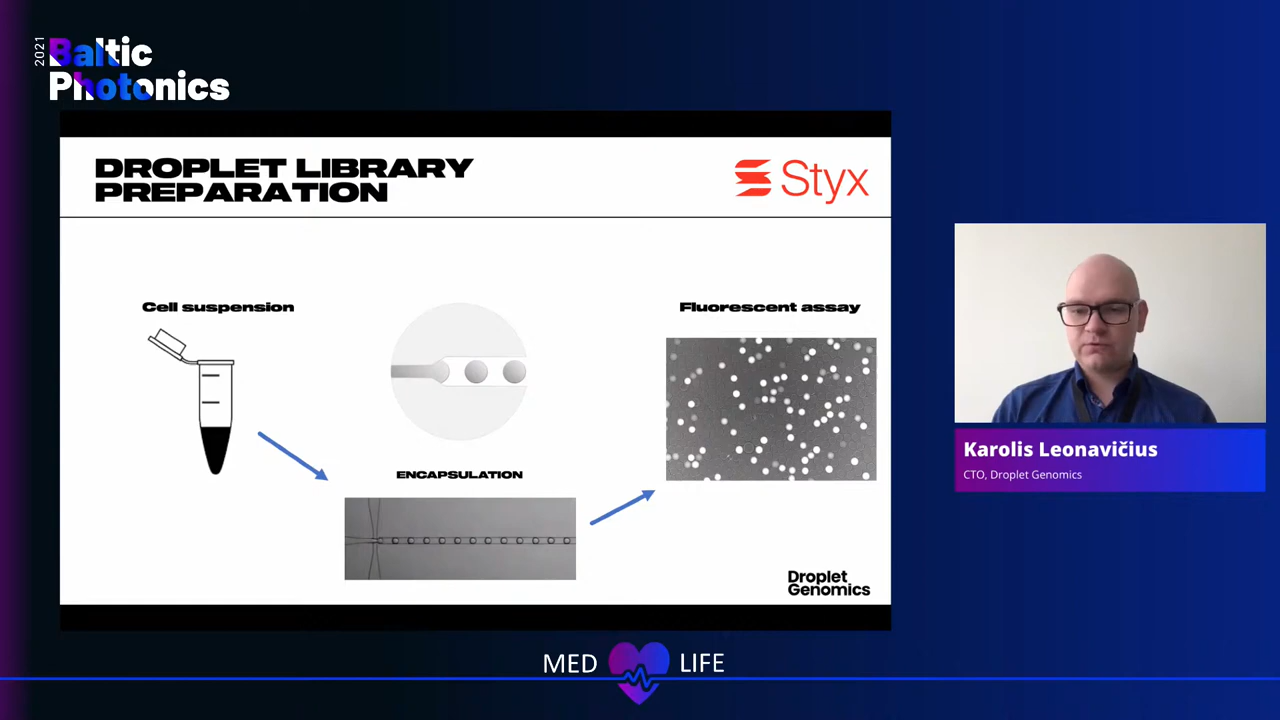 2021
Baltic
Photonics
DROPLET LIBRARY
PREPARATION
Styx
Cell suspension
Fluorescent assay
ENCAPSULATION
Droplet
Genomics
Karolis Leonavičius
CTO, Droplet Genomics
MED LIFE